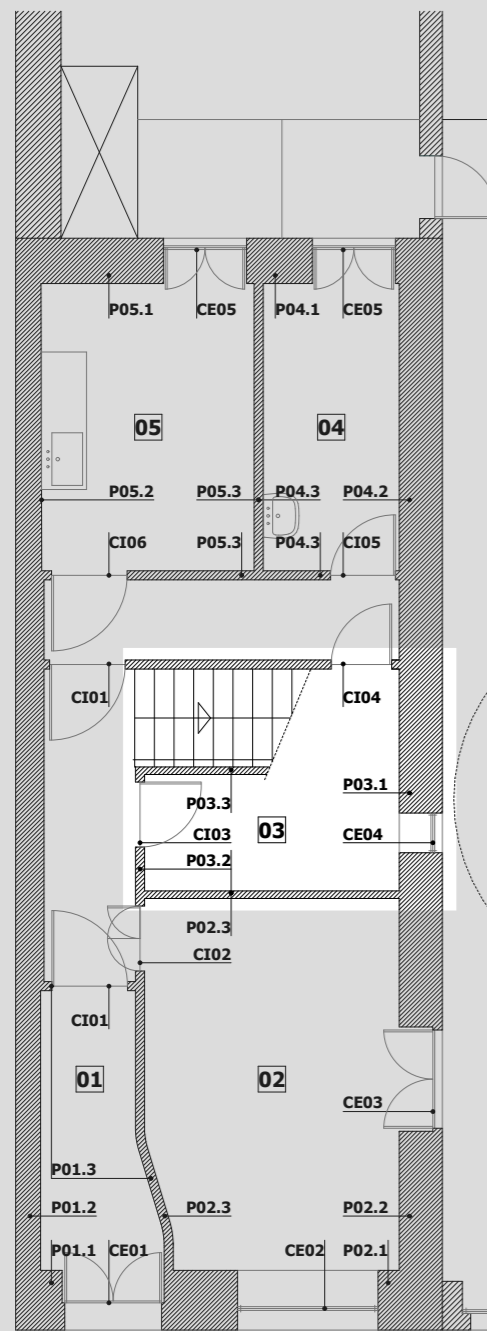 P05.1 CE05 P04.1 CE05
05 04
P05.2 P05.3 P04.3 P04.2
CI06 P05.3 P04.3 CI05
CI01 CI04
P03.3 P03.1
CI03 03 CE04
P03.2
P02.3
CI02
CI01
01 02
CE03
P01.3
P01.2 P02.3 P02.2
P01.1 CE01 CE02 P02.1